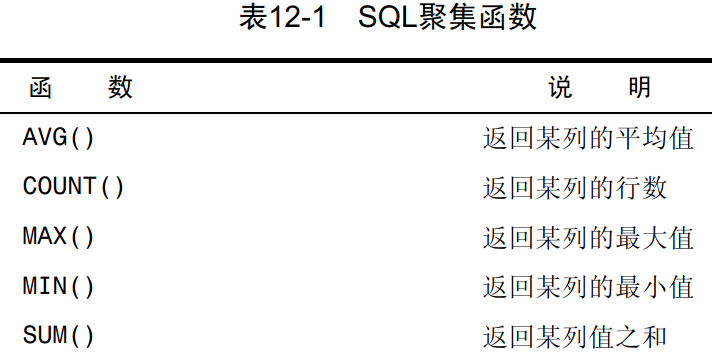 表12-1 SQL聚集函数
函 数 说 明
AVG() 返回某列的平均值
COUNT() 返回某列的行数
MAX() 返回某列的最大值
MIN() 返回某列的最小值
SUM() 返回某列值之和